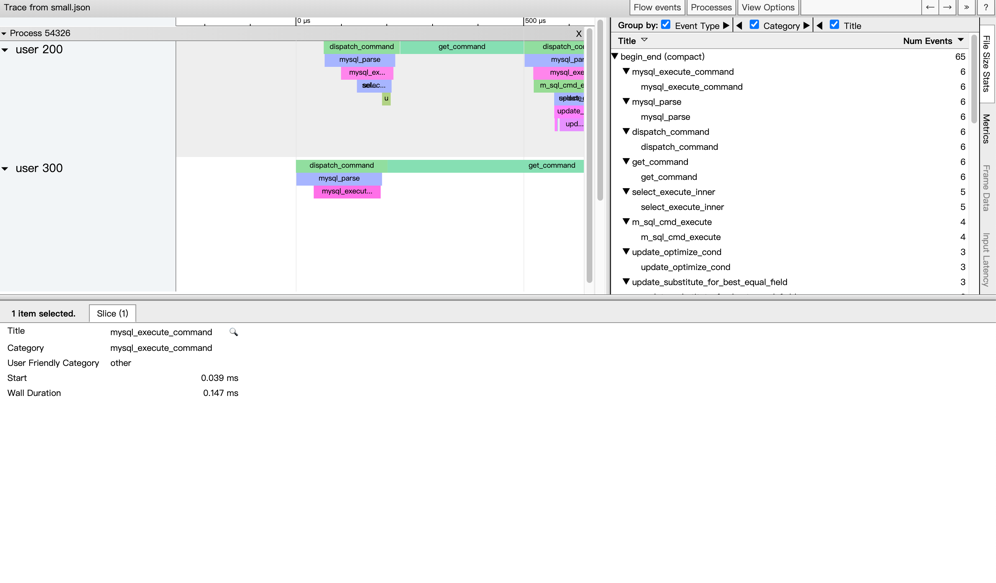 Trace from small.json
Flow events Processes View Options ← → » ?
0 µs 500 µs
Process 54326 X
user 200
dispatch_command get_command dispatch_co
mysql_parse mysql_par
mysql_ex... mysql_exe
selec... m_sql_cmd_e
u
update_
upd...
user 300
dispatch_command get_command
mysql_parse
mysql_execut...
Group by: Event Type Category Title
Title Num Events
begin_end (compact) 65
mysql_execute_command 6
mysql_execute_command 6
mysql_parse 6
mysql_parse 6
dispatch_command 6
dispatch_command 6
get_command 6
get_command 6
select_execute_inner 5
select_execute_inner 5
m_sql_cmd_execute 4
m_sql_cmd_execute 4
update_optimize_cond 3
update_optimize_cond 3
update_substitute_for_best_equal_field 3
File Size Stats
Metrics
Frame Data
Input Latency
1 item selected. Slice (1)
Title mysql_execute_command
Category mysql_execute_command
User Friendly Category other
Start 0.039 ms
Wall Duration 0.147 ms